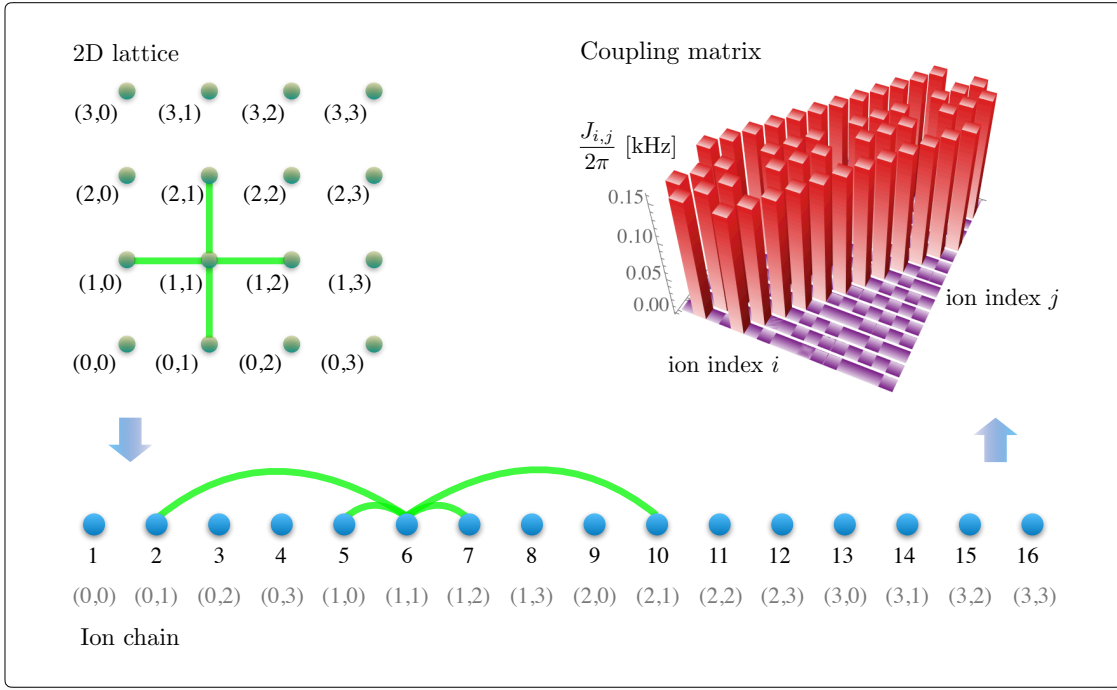 2D lattice
(3,0) (3,1) (3,2) (3,3)
(2,0) (2,1) (2,2) (2,3)
(1,0) (1,1) (1,2) (1,3)
(0,0) (0,1) (0,2) (0,3)
Coupling matrix
J_{i,j}/2π [kHz]
0.15
0.10
0.05
0.00
ion index j
ion index i
1 2 3 4 5 6 7 8 9 10 11 12 13 14 15 16
(0,0) (0,1) (0,2) (0,3) (1,0) (1,1) (1,2) (1,3) (2,0) (2,1) (2,2) (2,3) (3,0) (3,1) (3,2) (3,3)
Ion chain